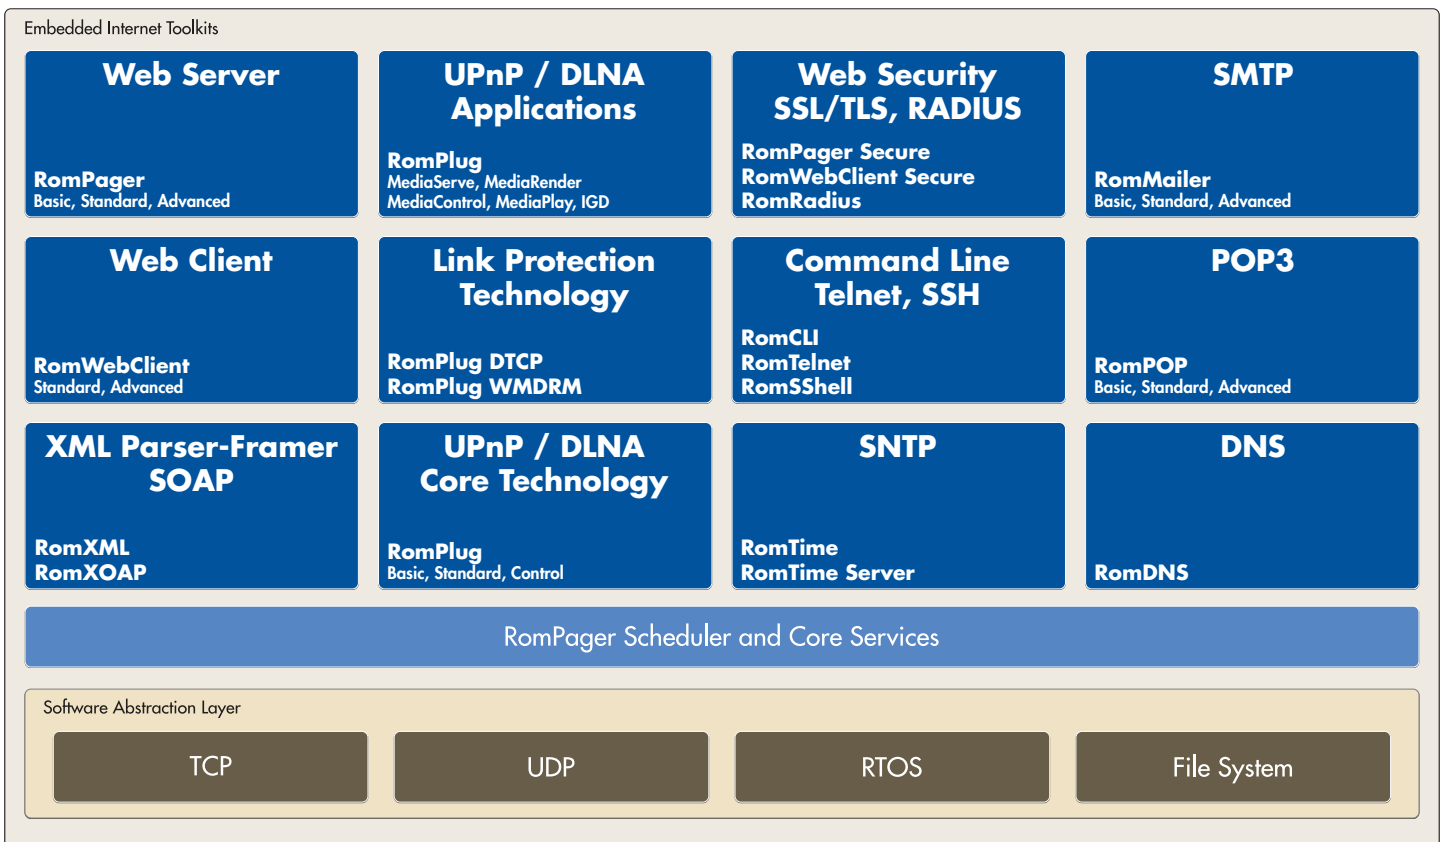 Embedded Internet Toolkits
Web Server
RomPager
Basic, Standard, Advanced
UPnP / DLNA
Applications
RomPlug
MediaServe, MediaRender
MediaControl, MediaPlay, IGD
Web Security
SSL/TLS, RADIUS
RomPager Secure
RomWebClient Secure
RomRadius
SMTP
RomMailer
Basic, Standard, Advanced
Web Client
RomWebClient
Standard, Advanced
Link Protection
Technology
RomPlug DTCP
RomPlug WMDRM
Command Line
Telnet, SSH
RomCLI
RomTelnet
RomSShell
POP3
RomPOP
Basic, Standard, Advanced
XML Parser-Framer
SOAP
RomXML
RomXOAP
UPnP / DLNA
Core Technology
RomPlug
Basic, Standard, Control
SNTP
RomTime
RomTime Server
DNS
RomDNS
RomPager Scheduler and Core Services
Software Abstraction Layer
TCP
UDP
RTOS
File System